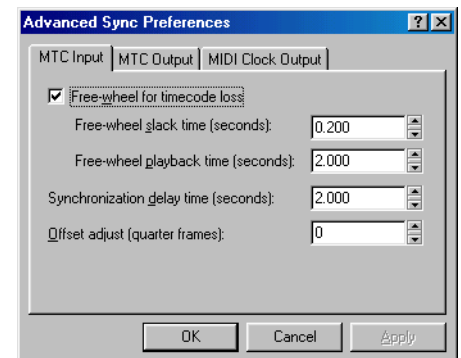 Advanced Sync Preferences
MTC Input MTC Output MIDI Clock Output
Free-wheel for timecode loss
Free-wheel slack time (seconds): 0.200
Free-wheel playback time (seconds): 2.000
Synchronization delay time (seconds): 2.000
Offset adjust (quarter frames): 0
OK Cancel Apply